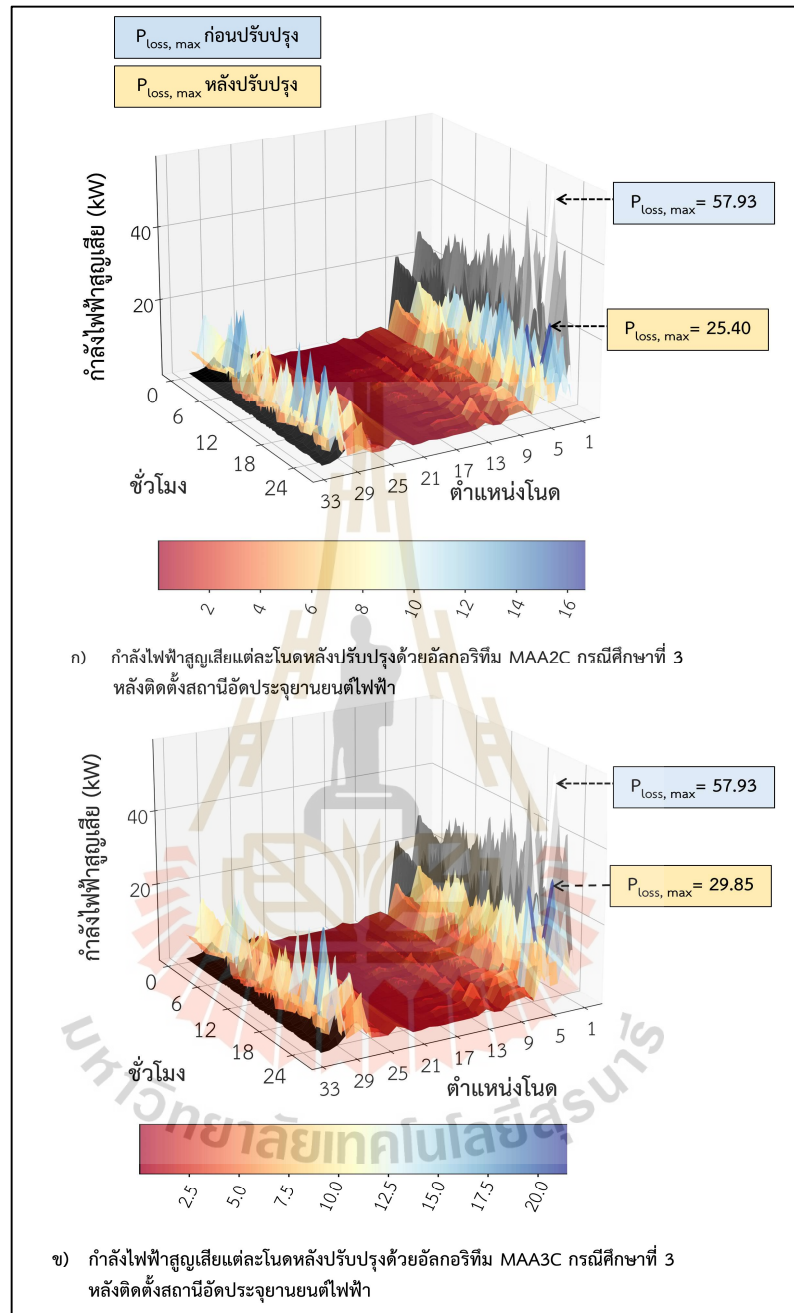 P loss, max ก่อนปรับปรุง
P loss, max หลังปรับปรุง
กำลังไฟฟ้าสูญเสีย (kW)
40
20
0
6
12
18
24
ชั่วโมง
33
29
25
21
17
13
9
5
1
ตำแหน่งโนด
P loss, max = 57.93
P loss, max = 25.40
2
4
6
8
10
12
14
16
ก) กำลังไฟฟ้าสูญเสียแต่ละโนดหลังปรับปรุงด้วยอัลกอริทึม MAA2C กรณีศึกษาที่ 3
หลังติดตั้งสถานีอัดประจุยานยนต์ไฟฟ้า
กำลังไฟฟ้าสูญเสีย (kW)
40
20
0
6
12
18
24
ชั่วโมง
33
29
25
21
17
13
9
5
1
ตำแหน่งโนด
P loss, max = 57.93
P loss, max = 29.85
มหาวิทยาลัยเทคโนโลยีสุรนารี
2.5
5.0
7.5
10.0
12.5
15.0
17.5
20.0
ข) กำลังไฟฟ้าสูญเสียแต่ละโนดหลังปรับปรุงด้วยอัลกอริทึม MAA3C กรณีศึกษาที่ 3
หลังติดตั้งสถานีอัดประจุยานยนต์ไฟฟ้า